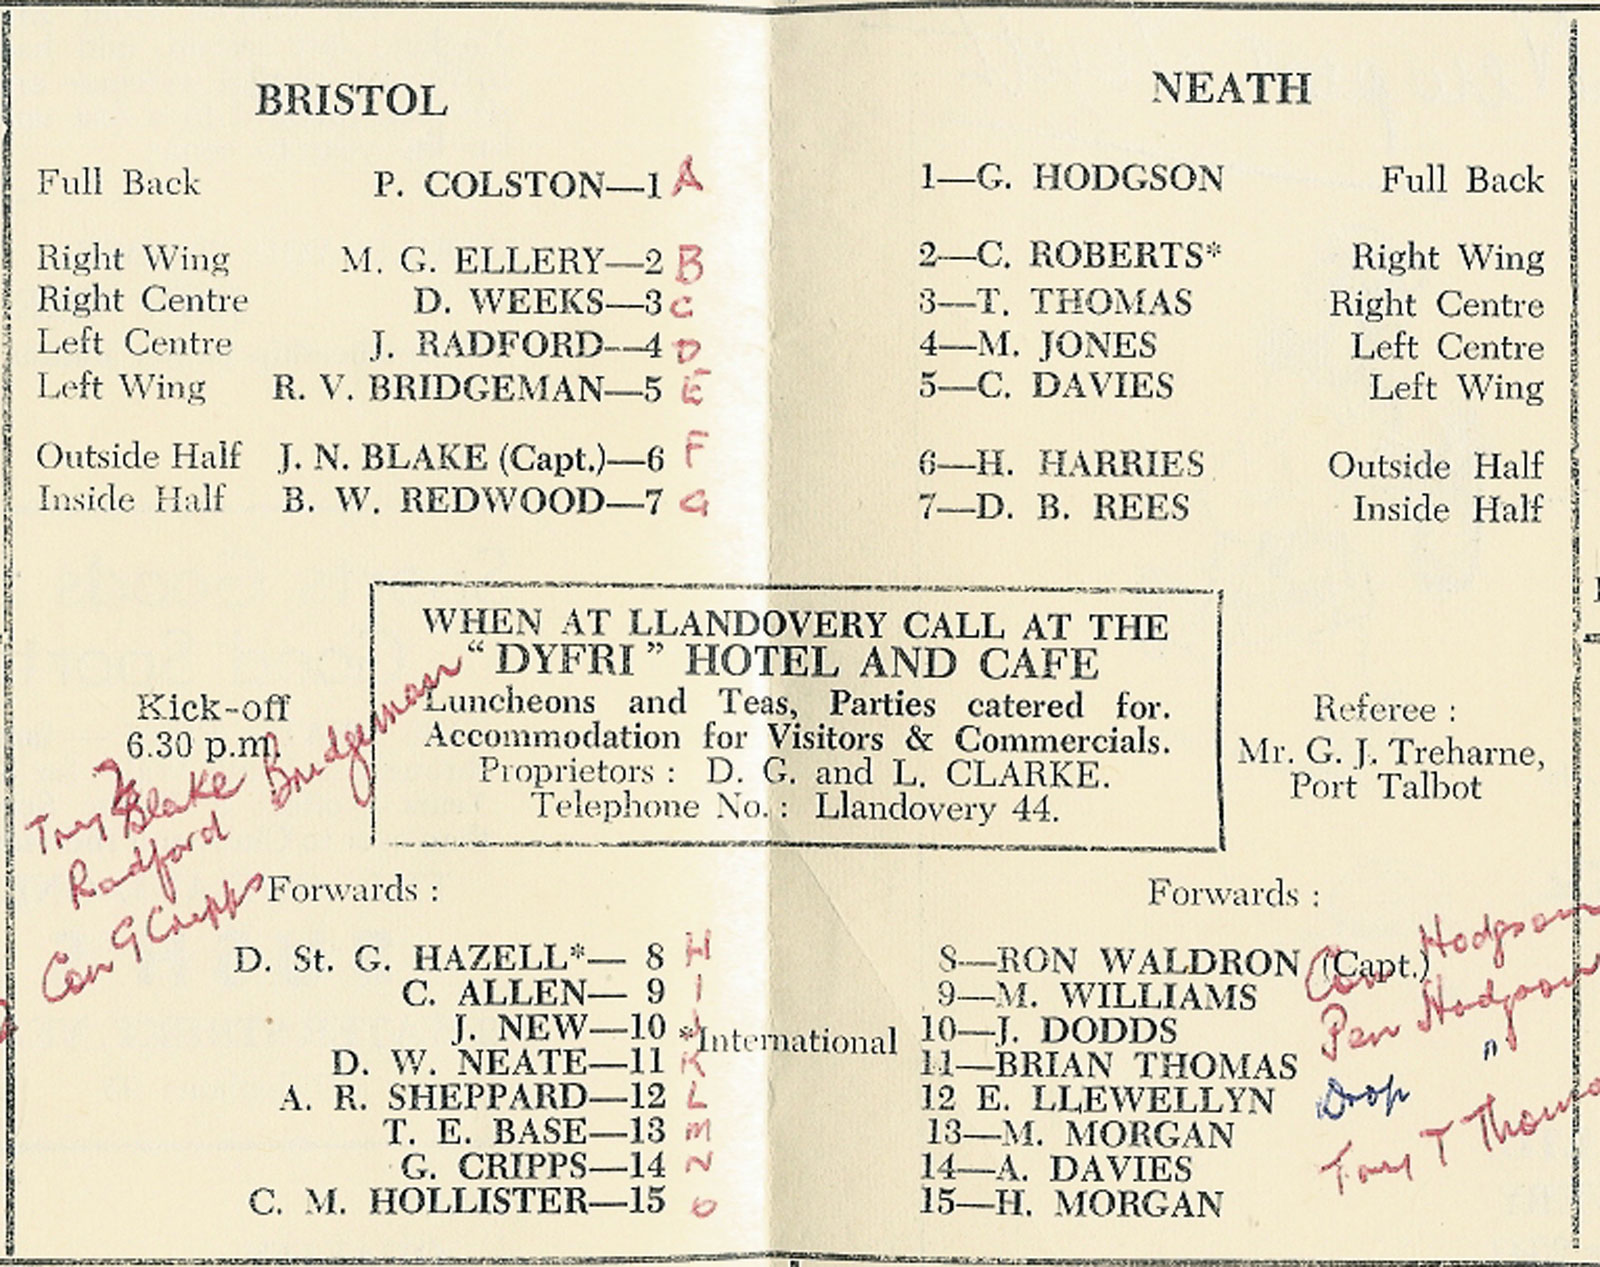 BRISTOL
Full Back P. COLSTON—1 A
Right Wing M. G. ELLERY—2 B
Right Centre D. WEEKS—3 C
Left Centre J. RADFORD—4 D
Left Wing R. V. BRIDGEMAN—5 E
Outside Half J. N. BLAKE (Capt.)—6 F
Inside Half B. W. REDWOOD—7 G
NEATH
1—G. HODGSON Full Back
2—C. ROBERTS* Right Wing
3—T. THOMAS Right Centre
4—M. JONES Left Centre
5—C. DAVIES Left Wing
6—H. HARRIES Outside Half
7—D. B. REES Inside Half
WHEN AT LLANDOVERY CALL AT THE
"DYFRI" HOTEL AND CAFE
Luncheons and Teas, Parties catered for.
Accommodation for Visitors & Commercials.
Proprietors : D. G. and L. CLARKE.
Telephone No. : Llandovery 44.
Kick-off
6.30 p.m.
Try Blake Bridgeman
Radford
Con G Cripps
Referee :
Mr. G. J. Treharne,
Port Talbot
Forwards :
D. St. G. HAZELL*— 8 H
C. ALLEN— 9 I
J. NEW—10 J
D. W. NEATE—11 K
A. R. SHEPPARD—12 L
T. E. BASE—13 M
G. CRIPPS—14 N
C. M. HOLLISTER—15 O
*International
Forwards :
8—RON WALDRON (Capt.)
9—M. WILLIAMS
10—J. DODDS
11—BRIAN THOMAS
12 E. LLEWELLYN
13—M. MORGAN
14—A. DAVIES
15—H. MORGAN
Con Hodgson
Pen Hodgson
Drop "
Try T Thomas